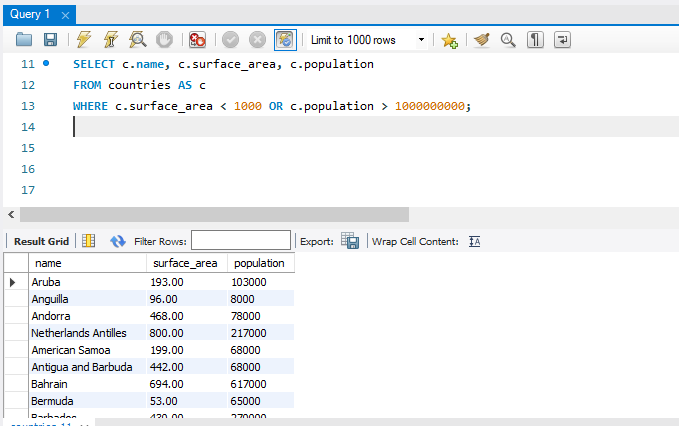 Query 1
Limit to 1000 rows
11 SELECT c.name, c.surface_area, c.population
12 FROM countries AS c
13 WHERE c.surface_area < 1000 OR c.population > 1000000000;
14
15
16
17
Result Grid Filter Rows: Export: Wrap Cell Content:
name surface_area population
Aruba 193.00 103000
Anguilla 96.00 8000
Andorra 468.00 78000
Netherlands Antilles 800.00 217000
American Samoa 199.00 68000
Antigua and Barbuda 442.00 68000
Bahrain 694.00 617000
Bermuda 53.00 65000
Barbados 430.00 270000
countries 11